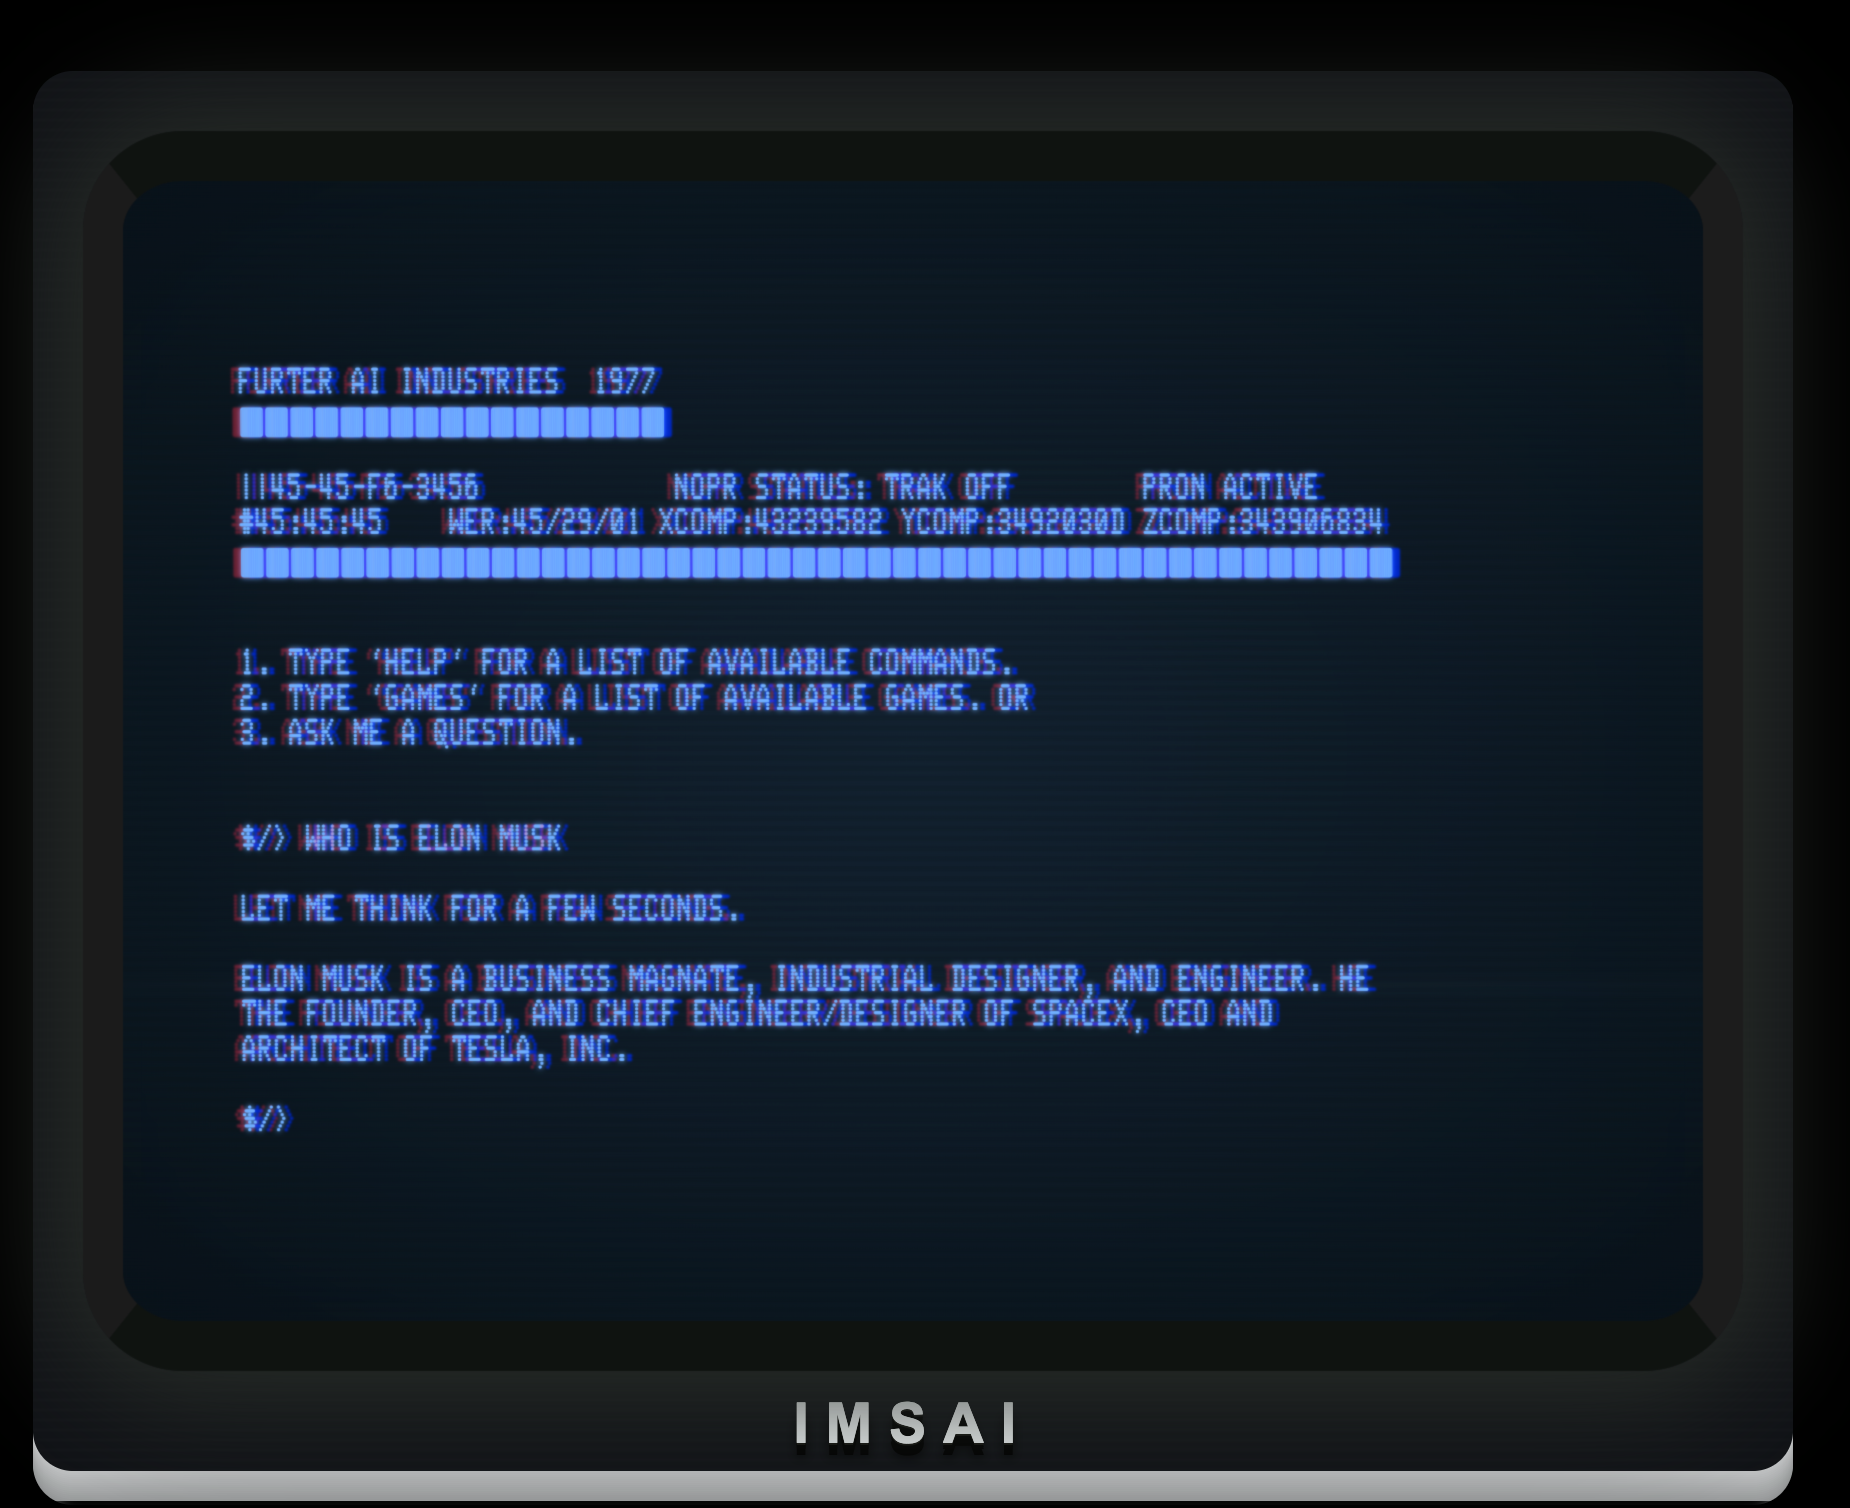 FURTER AI INDUSTRIES 1977
||45-45-F6-3456 NOPR STATUS: TRAK OFF PRON ACTIVE
#45:45:45 WER:45/29/01 XCOMP:43239582 YCOMP:3492030D ZCOMP:343906834
1. TYPE 'HELP' FOR A LIST OF AVAILABLE COMMANDS.
2. TYPE 'GAMES' FOR A LIST OF AVAILABLE GAMES. OR
3. ASK ME A QUESTION.
$/> WHO IS ELON MUSK
LET ME THINK FOR A FEW SECONDS.
ELON MUSK IS A BUSINESS MAGNATE, INDUSTRIAL DESIGNER, AND ENGINEER. HE
THE FOUNDER, CEO, AND CHIEF ENGINEER/DESIGNER OF SPACEX, CEO AND
ARCHITECT OF TESLA, INC.
$/>
IMSAI